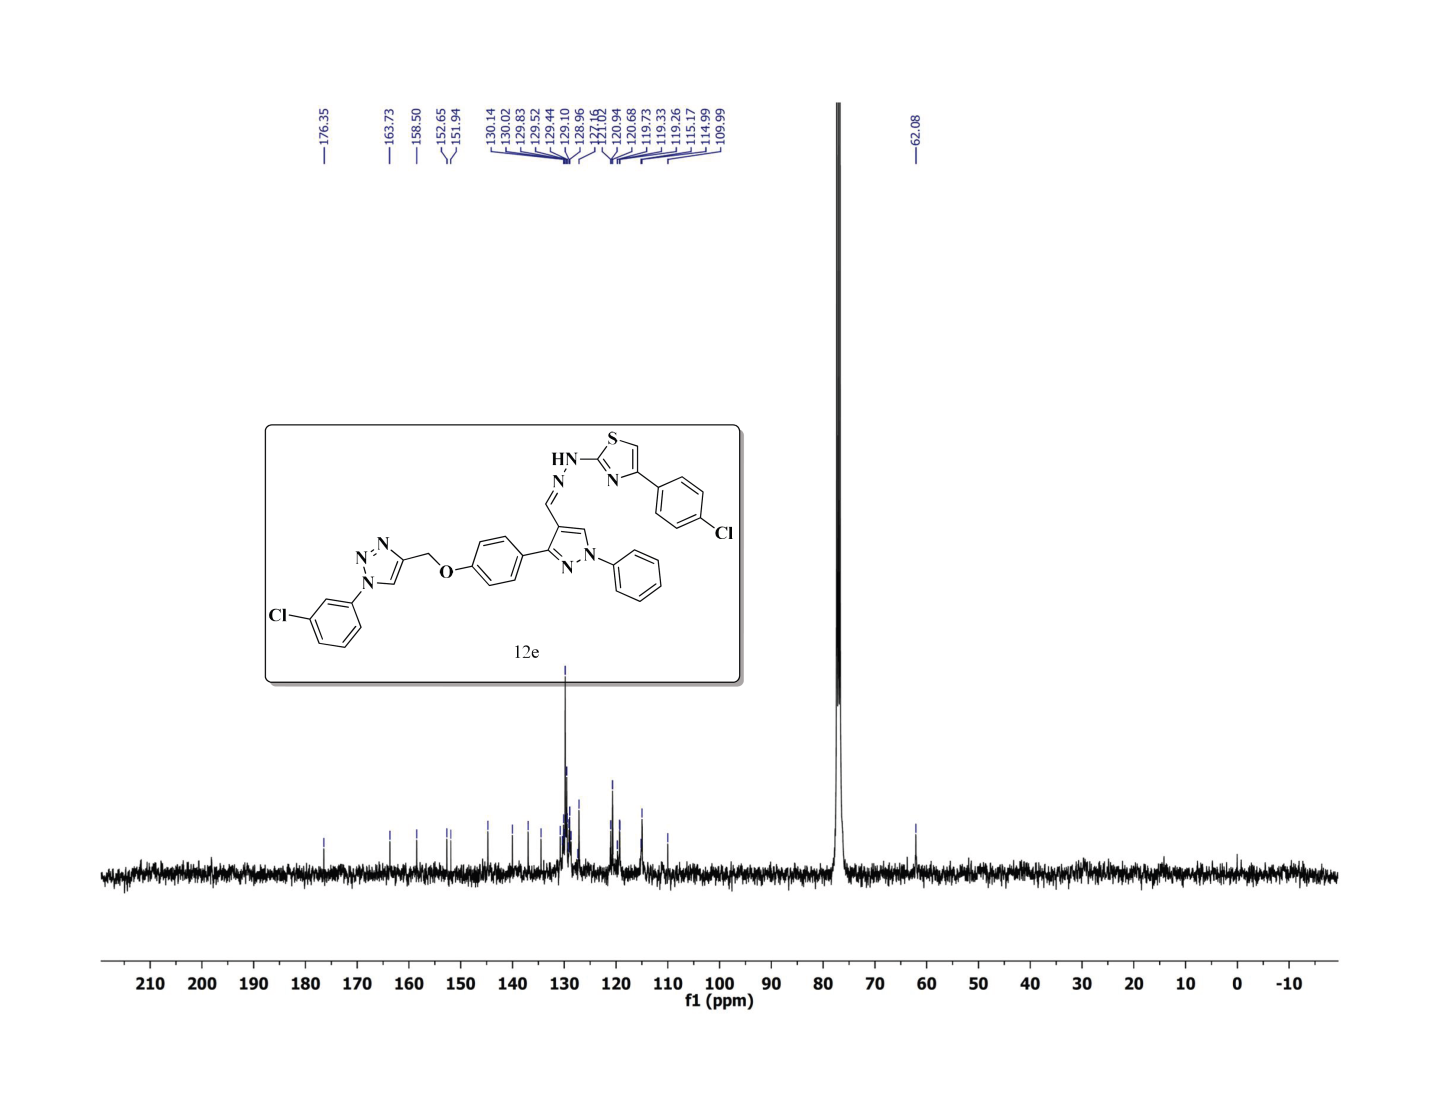 176.35
163.73
158.50
152.65
151.94
130.14
130.02
129.83
129.52
129.44
129.10
128.96
127.16
121.02
120.94
120.68
119.73
119.33
119.26
115.17
114.99
109.99
62.08
S
HN
N
N
Cl
N
N
N
N
N
O
Cl
12e
210 200 190 180 170 160 150 140 130 120 110 100 90 80 70 60 50 40 30 20 10 0 -10
f1 (ppm)